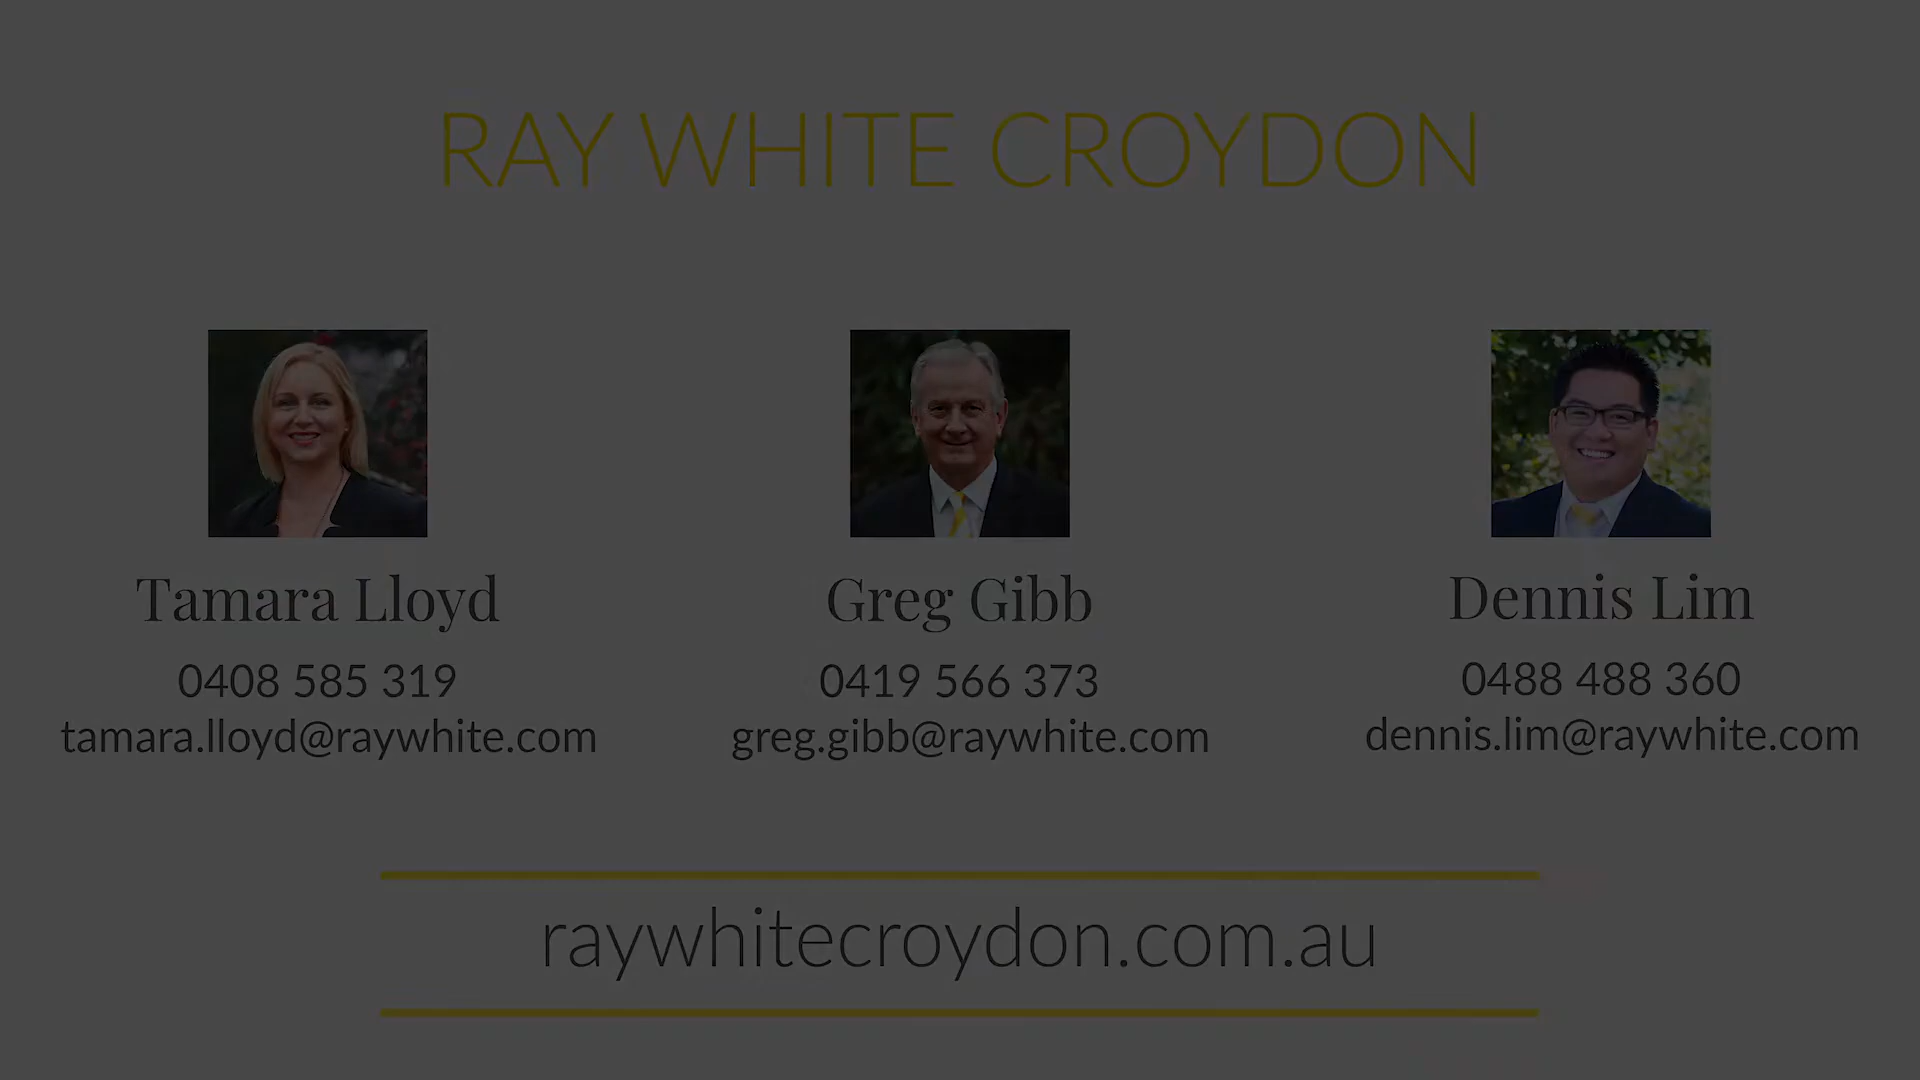 RAY WHITE CROYDON
Tamara Lloyd
0408 585 319
tamara.lloyd@raywhite.com
Greg Gibb
0419 566 373
greg.gibb@raywhite.com
Dennis Lim
0488 488 360
dennis.lim@raywhite.com
raywhitecroydon.com.au